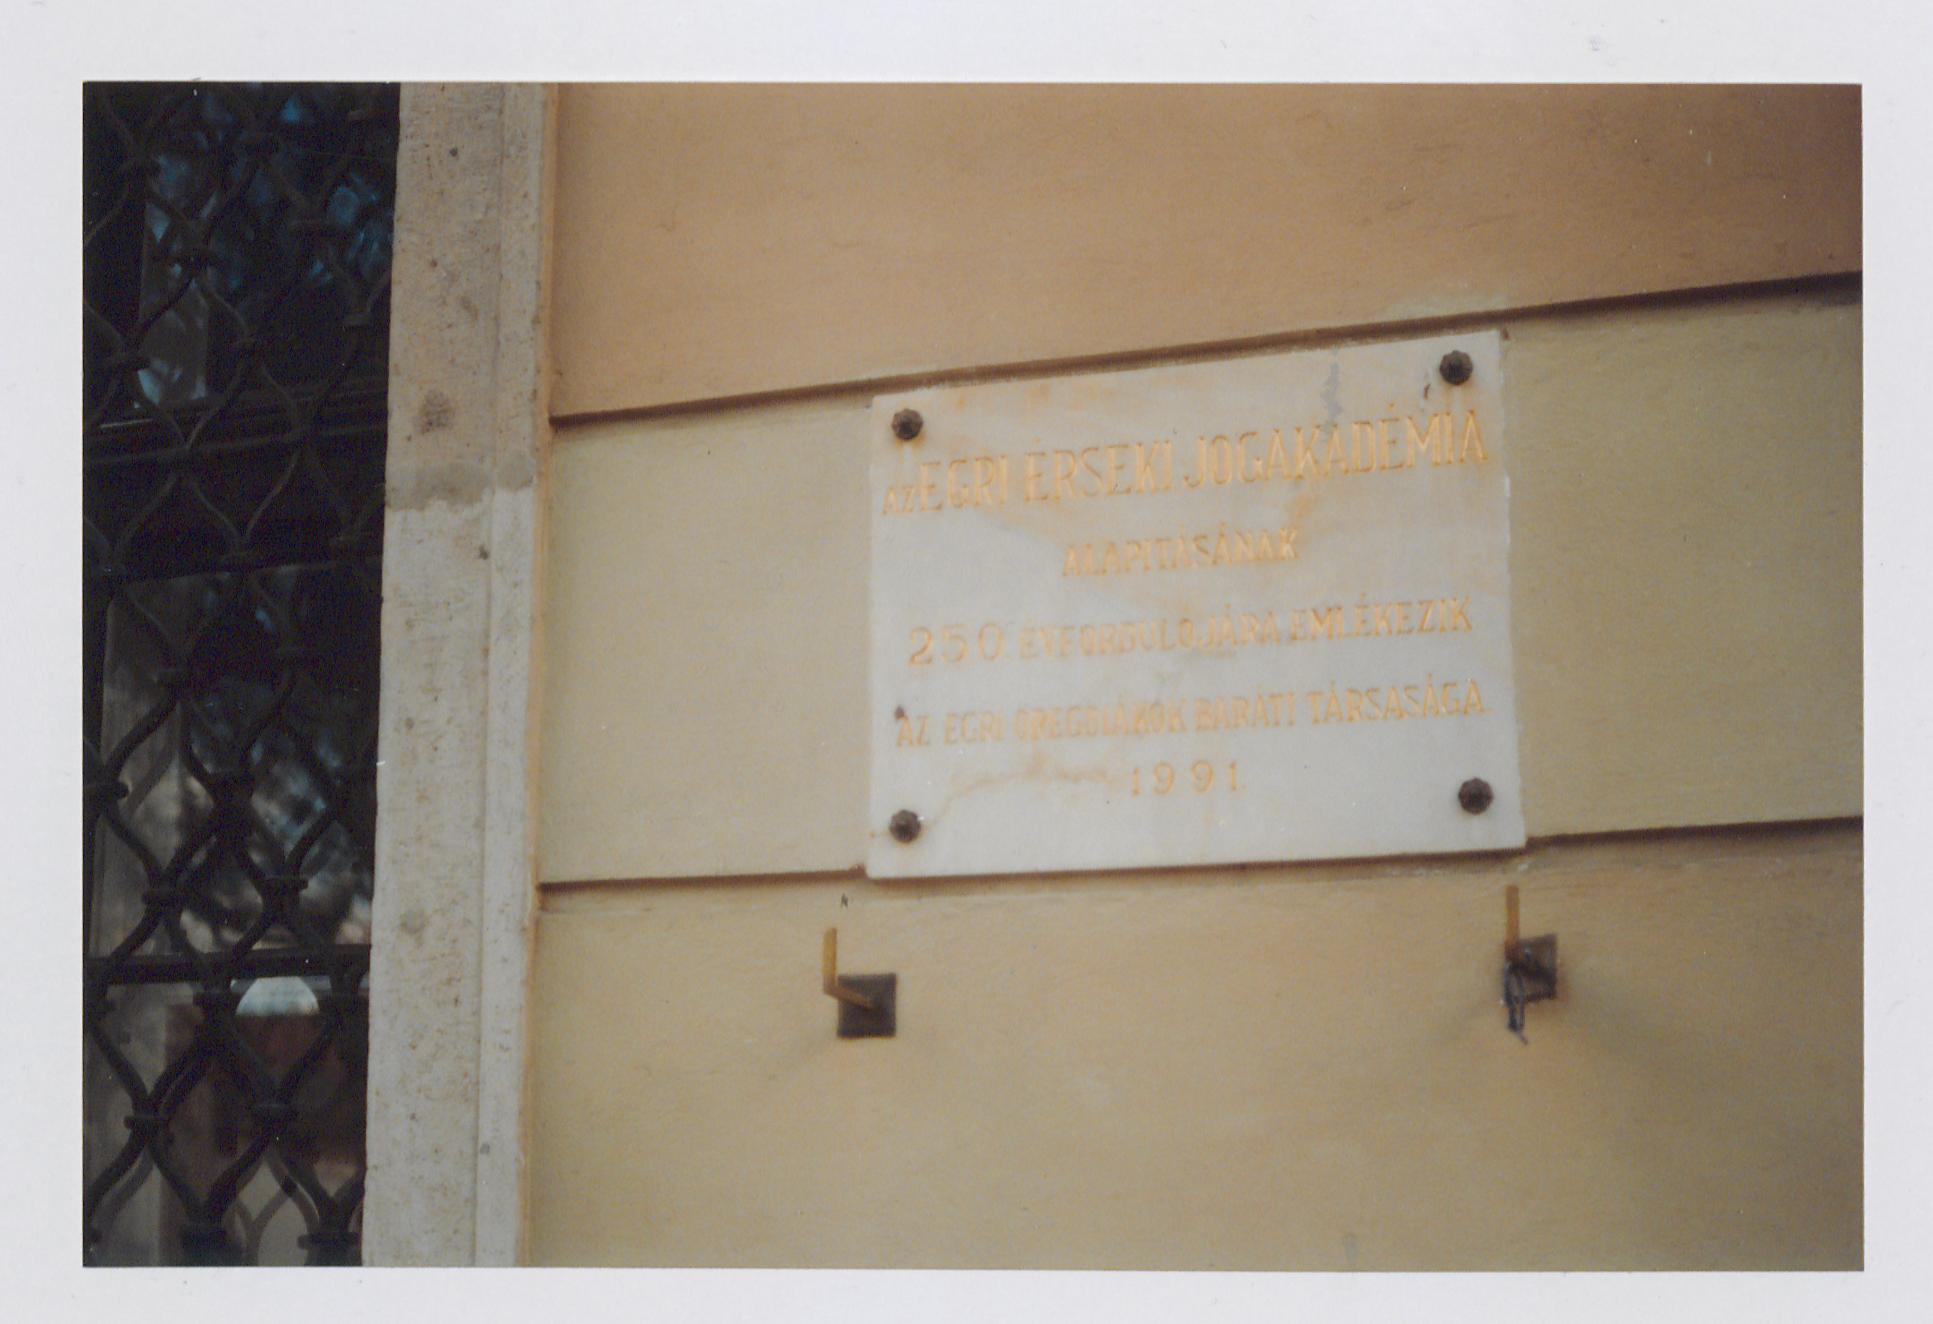 AZ EGRI ÉRSEKI JOGAKADÉMIA
ALAPITÁSÁNAK
250. ÉVFORDULÓJÁRA EMLÉKEZIK
AZ EGRI ÖREGDIÁKOK BARÁTI TÁRSASÁGA.
1991.